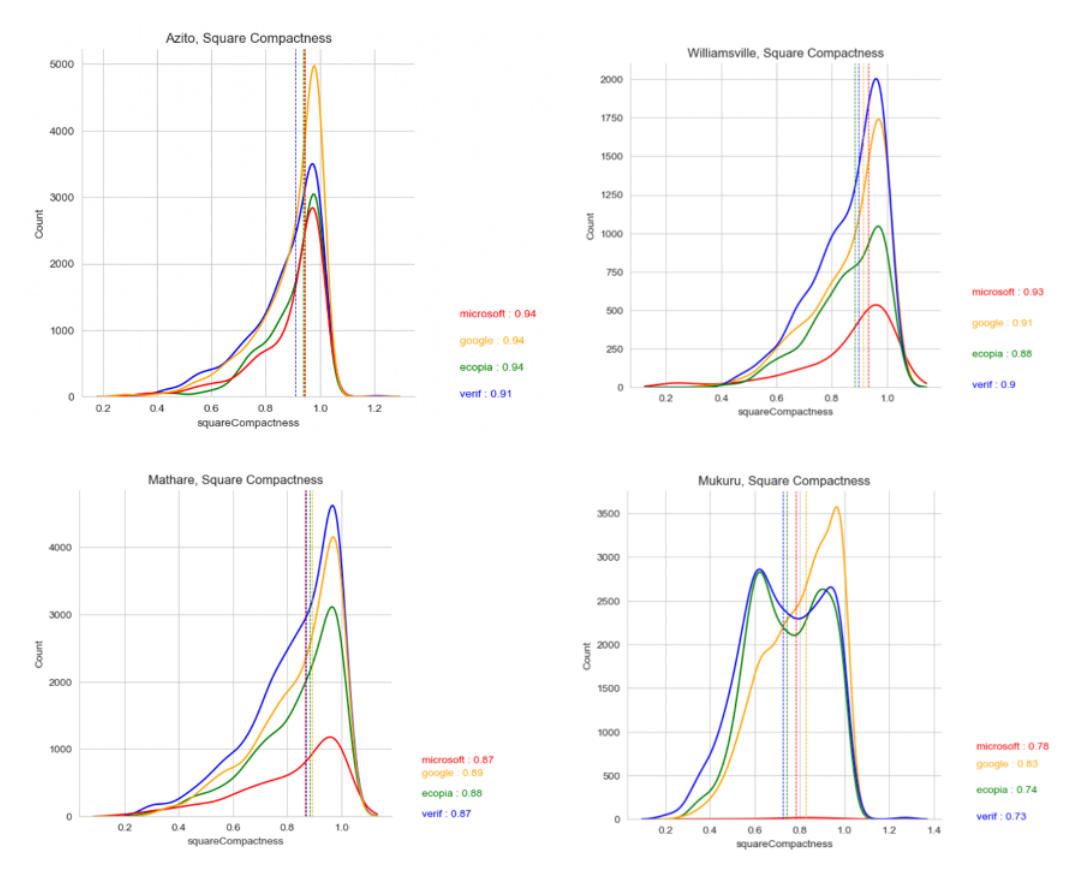 Azito, Square Compactness
5000
4000
3000
2000
1000
0
Count
0.2 0.4 0.6 0.8 1.0 1.2
squareCompactness
microsoft : 0.94
google : 0.94
ecopia : 0.94
verif : 0.91
Williamsville, Square Compactness
2000
1750
1500
1250
1000
750
500
250
0
Count
0.2 0.4 0.6 0.8 1.0
squareCompactness
microsoft : 0.93
google : 0.91
ecopia : 0.88
verif : 0.9
Mathare, Square Compactness
4000
3000
2000
1000
0
Count
0.2 0.4 0.6 0.8 1.0
squareCompactness
microsoft : 0.87
google : 0.89
ecopia : 0.88
verif : 0.87
Mukuru, Square Compactness
3500
3000
2500
2000
1500
1000
500
0
Count
0.2 0.4 0.6 0.8 1.0 1.2 1.4
squareCompactness
microsoft : 0.78
google : 0.83
ecopia : 0.74
verif : 0.73